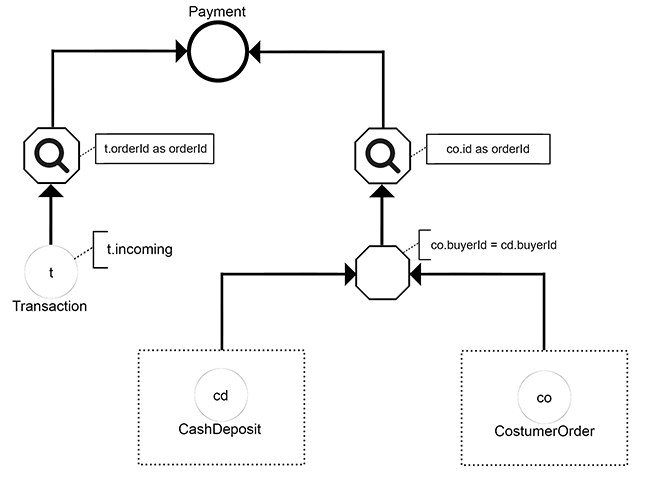 Payment
t.orderId as orderId
co.id as orderId
t.incoming
co.buyerId = cd.buyerId
t
Transaction
cd
CashDeposit
co
CostumerOrder